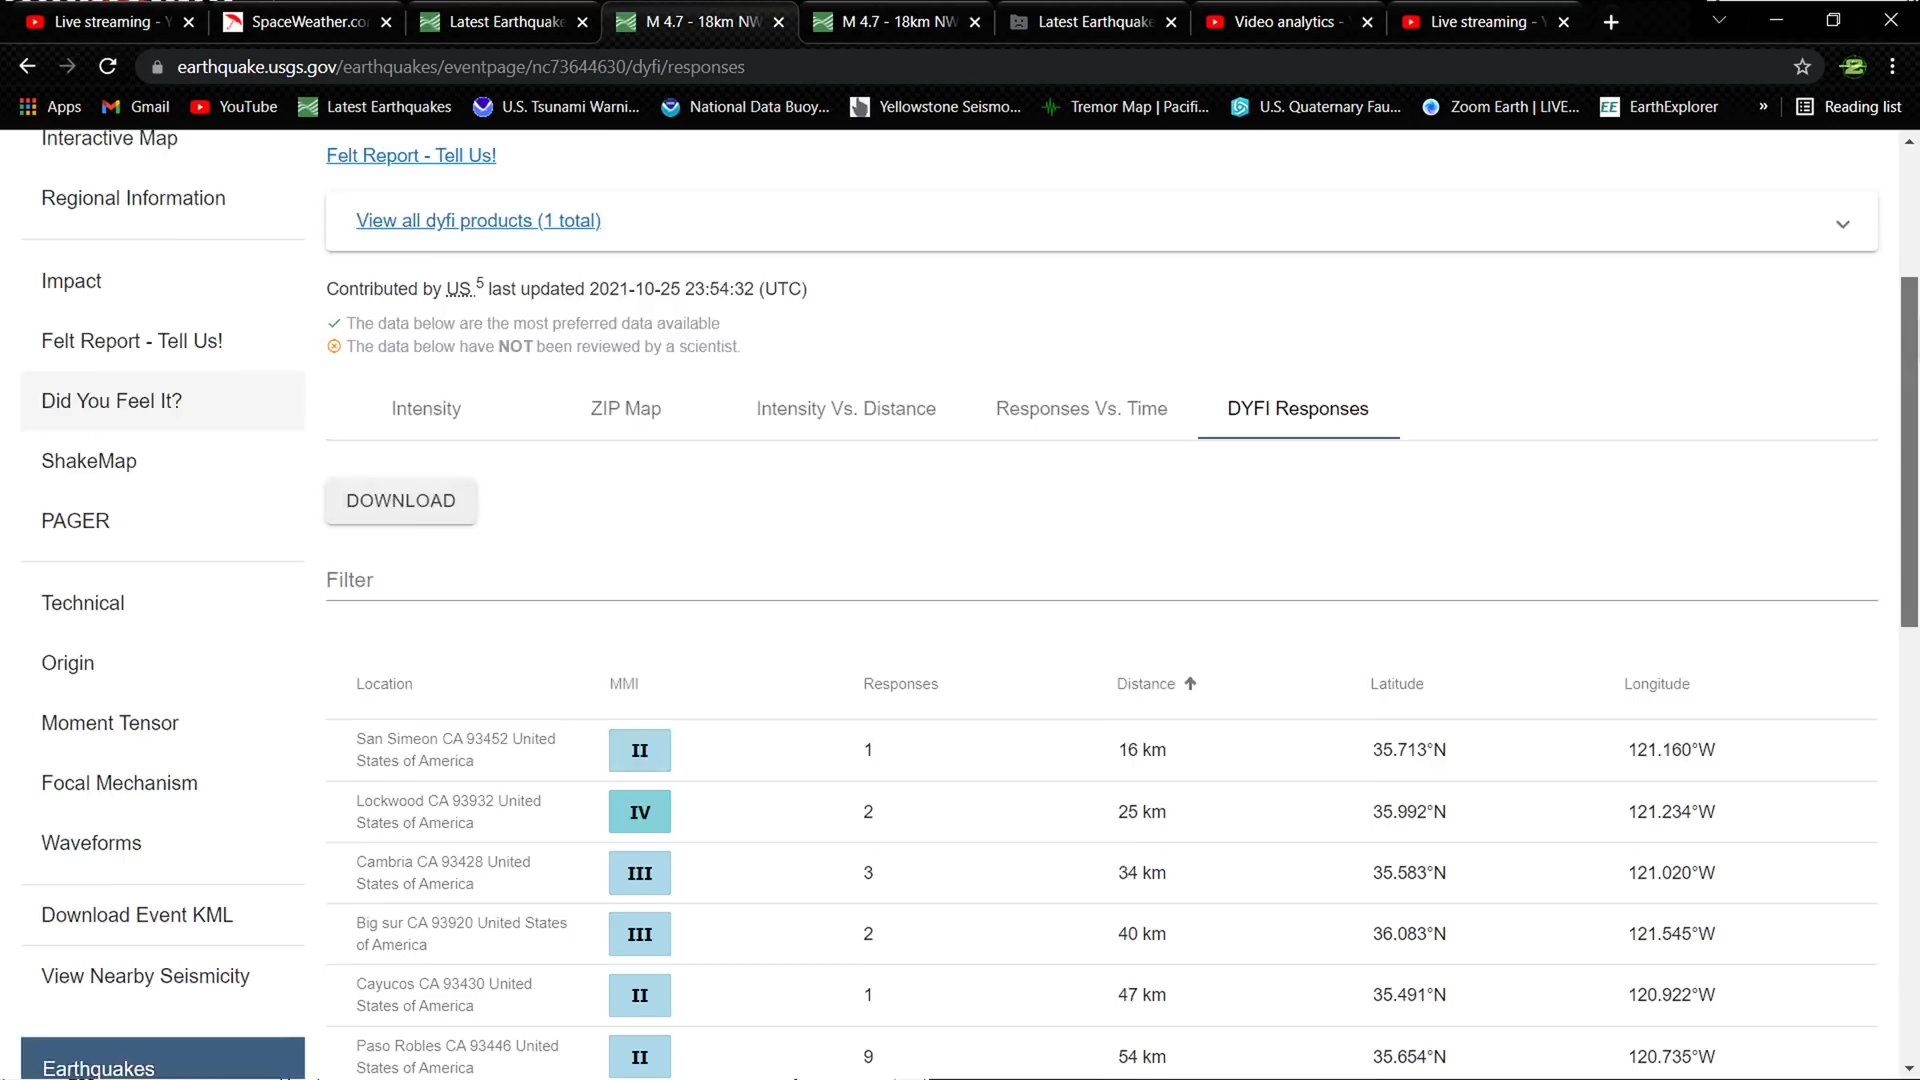 Live streaming - Y
SpaceWeather.co
Latest Earthquake
M 4.7 - 18km NW
M 4.7 - 18km NW
Latest Earthquake
Video analytics -
Live streaming - Y
earthquake.usgs.gov/earthquakes/eventpage/nc73644630/dyfi/responses
Apps
Gmail
YouTube
Latest Earthquakes
U.S. Tsunami Warni...
National Data Buoy...
Yellowstone Seismo...
Tremor Map | Pacifi...
U.S. Quaternary Fau...
Zoom Earth | LIVE...
EE EarthExplorer
»
Reading list
Interactive Map
Regional Information
Impact
Felt Report - Tell Us!
Did You Feel It?
ShakeMap
PAGER
Technical
Origin
Moment Tensor
Focal Mechanism
Waveforms
Download Event KML
View Nearby Seismicity
Earthquakes
Felt Report - Tell Us!
View all dyfi products (1 total)
Contributed by US 5 last updated 2021-10-25 23:54:32 (UTC)
The data below are the most preferred data available
The data below have NOT been reviewed by a scientist.
Intensity
ZIP Map
Intensity Vs. Distance
Responses Vs. Time
DYFI Responses
DOWNLOAD
Filter
Location MMI Responses Distance Latitude Longitude
San Simeon CA 93452 United
States of America
II 1 16 km 35.713°N 121.160°W
Lockwood CA 93932 United
States of America
IV 2 25 km 35.992°N 121.234°W
Cambria CA 93428 United
States of America
III 3 34 km 35.583°N 121.020°W
Big sur CA 93920 United States
of America
III 2 40 km 36.083°N 121.545°W
Cayucos CA 93430 United
States of America
II 1 47 km 35.491°N 120.922°W
Paso Robles CA 93446 United
States of America
II 9 54 km 35.654°N 120.735°W